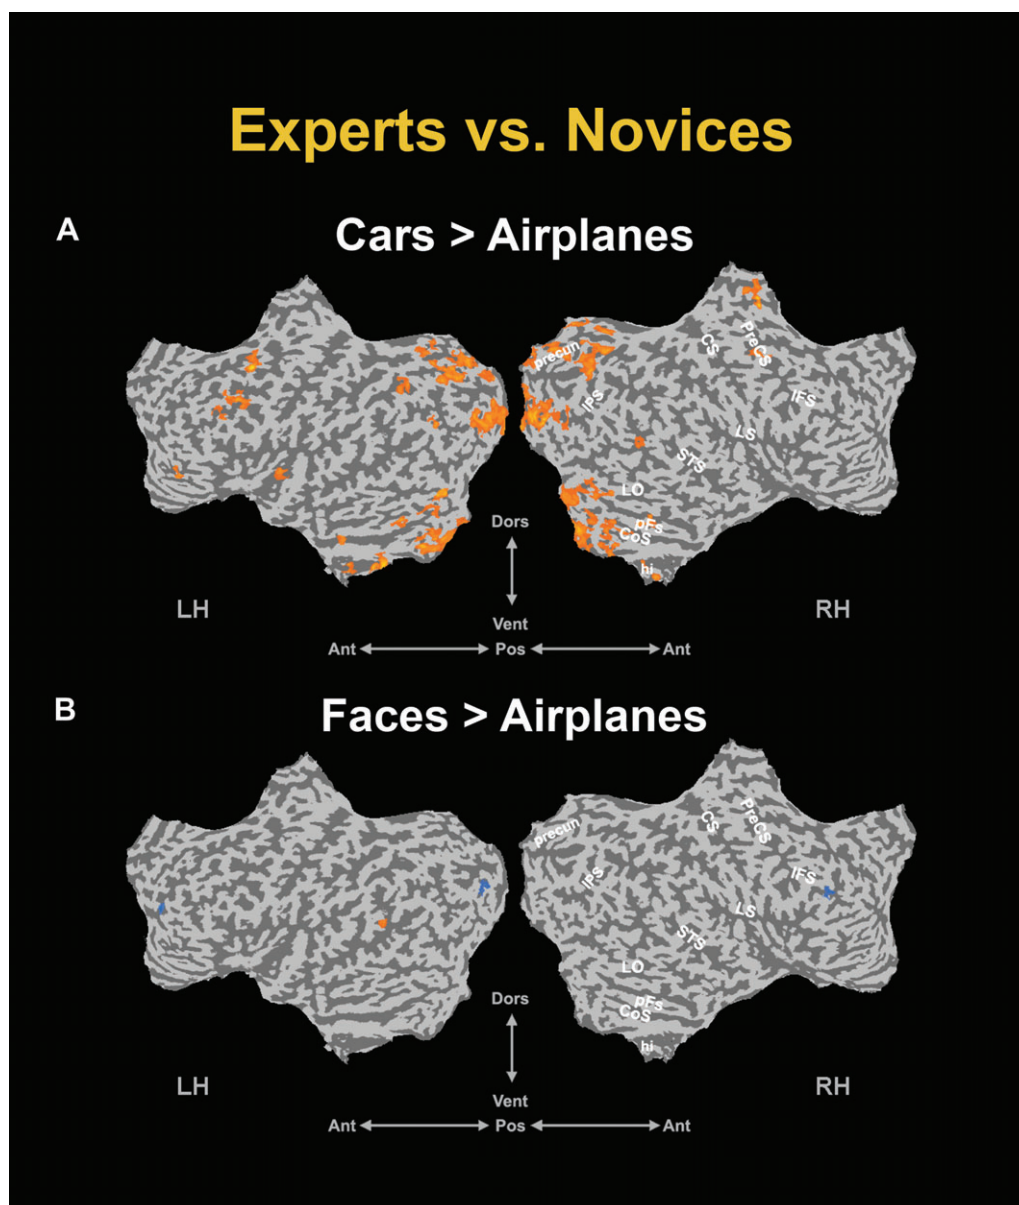 Experts vs. Novices
A
Cars > Airplanes
precun
CS
PreCS
IPS
IFS
LS
STS
LO
pFs
CoS
hi
Dors
Vent
LH
RH
Ant
Pos
Ant
B
Faces > Airplanes
precun
CS
PreCS
IPS
IFS
LS
STS
LO
pFs
CoS
hi
Dors
Vent
LH
RH
Ant
Pos
Ant